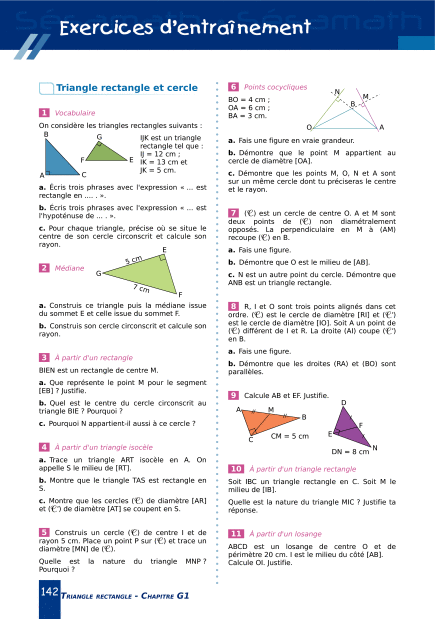 Exercices d'entraînement
Triangle rectangle et cercle
1 Vocabulaire
On considère les triangles rectangles suivants :
B
A
C
G
F
E
IJK est un triangle
rectangle tel que :
IJ = 12 cm ;
IK = 13 cm et
JK = 5 cm.
a. Écris trois phrases avec l'expression « ... est
rectangle en .... . ».
b. Écris trois phrases avec l'expression « ... est
l'hypoténuse de ... . ».
c. Pour chaque triangle, précise où se situe le
centre de son cercle circonscrit et calcule son
rayon.
2 Médiane
E
5 cm
G
7 cm
F
a. Construis ce triangle puis la médiane issue
du sommet E et celle issue du sommet F.
b. Construis son cercle circonscrit et calcule son
rayon.
3 À partir d'un rectangle
BIEN est un rectangle de centre M.
a. Que représente le point M pour le segment
[EB] ? Justifie.
b. Quel est le centre du cercle circonscrit au
triangle BIE ? Pourquoi ?
c. Pourquoi N appartient-il aussi à ce cercle ?
4 À partir d'un triangle isocèle
a. Trace un triangle ART isocèle en A. On
appelle S le milieu de [RT].
b. Montre que le triangle TAS est rectangle en
S.
c. Montre que les cercles (C) de diamètre [AR]
et (C') de diamètre [AT] se coupent en S.
5 Construis un cercle (C) de centre I et de
rayon 5 cm. Place un point P sur (C) et trace un
diamètre [MN] de (C).
Quelle est la nature du triangle MNP ?
Pourquoi ?
6 Points cocycliques
BO = 4 cm ;
OA = 6 cm ;
BA = 3 cm.
N
M
B
O
A
a. Fais une figure en vraie grandeur.
b. Démontre que le point M appartient au
cercle de diamètre [OA].
c. Démontre que les points M, O, N et A sont
sur un même cercle dont tu préciseras le centre
et le rayon.
7 (C) est un cercle de centre O. A et M sont
deux points de (C) non diamétralement
opposés. La perpendiculaire en M à (AM)
recoupe (C) en B.
a. Fais une figure.
b. Démontre que O est le milieu de [AB].
c. N est un autre point du cercle. Démontre que
ANB est un triangle rectangle.
8 R, I et O sont trois points alignés dans cet
ordre. (C) est le cercle de diamètre [RI] et (C')
est le cercle de diamètre [IO]. Soit A un point de
(C) différent de I et R. La droite (AI) coupe (C')
en B.
a. Fais une figure.
b. Démontre que les droites (RA) et (BO) sont
parallèles.
9 Calcule AB et EF. Justifie.
A
M
B
C
CM = 5 cm
D
F
E
N
DN = 8 cm
10 À partir d'un triangle rectangle
Soit IBC un triangle rectangle en C. Soit M le
milieu de [IB].
Quelle est la nature du triangle MIC ? Justifie ta
réponse.
11 À partir d'un losange
ABCD est un losange de centre O et de
périmètre 20 cm. I est le milieu du côté [AB].
Calcule OI. Justifie.
142 TRIANGLE RECTANGLE - CHAPITRE G1